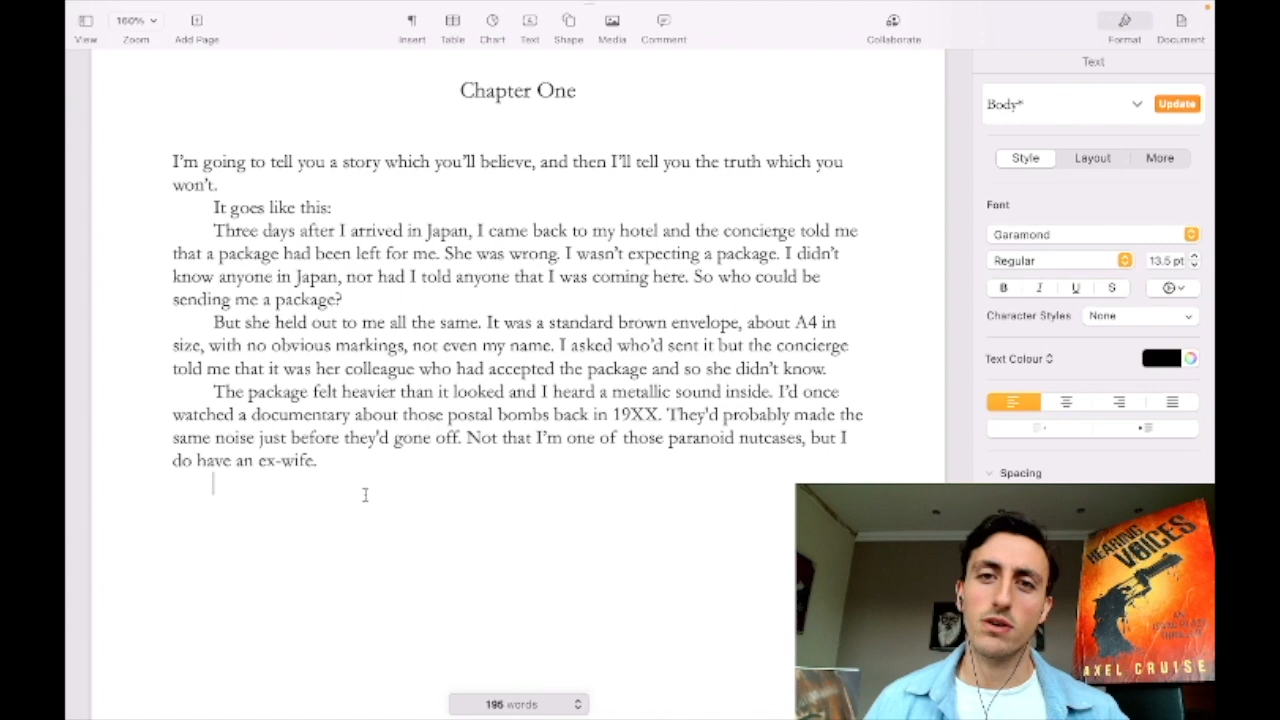 160%
View
Zoom
Add Page
Insert
Table
Chart
Text
Shape
Media
Comment
Collaborate
Format
Document
Chapter One
I'm going to tell you a story which you'll believe, and then I'll tell you the truth which you
won't.
It goes like this:
Three days after I arrived in Japan, I came back to my hotel and the concierge told me
that a package had been left for me. She was wrong. I wasn't expecting a package. I didn't
know anyone in Japan, nor had I told anyone that I was coming here. So who could be
sending me a package?
But she held out to me all the same. It was a standard brown envelope, about A4 in
size, with no obvious markings, not even my name. I asked who'd sent it but the concierge
told me that it was her colleague who had accepted the package and so she didn't know.
The package felt heavier than it looked and I heard a metallic sound inside. I'd once
watched a documentary about those postal bombs back in 19XX. They'd probably made the
same noise just before they'd gone off. Not that I'm one of those paranoid nutcases, but I
do have an ex-wife.
195 words
Text
Body*
Update
Style
Layout
More
Font
Garamond
Regular
13.5 pt
B I U S
Character Styles
None
Text Colour
Spacing
HEARING
VOICES
AN
THRILLER
AXEL CRUISE